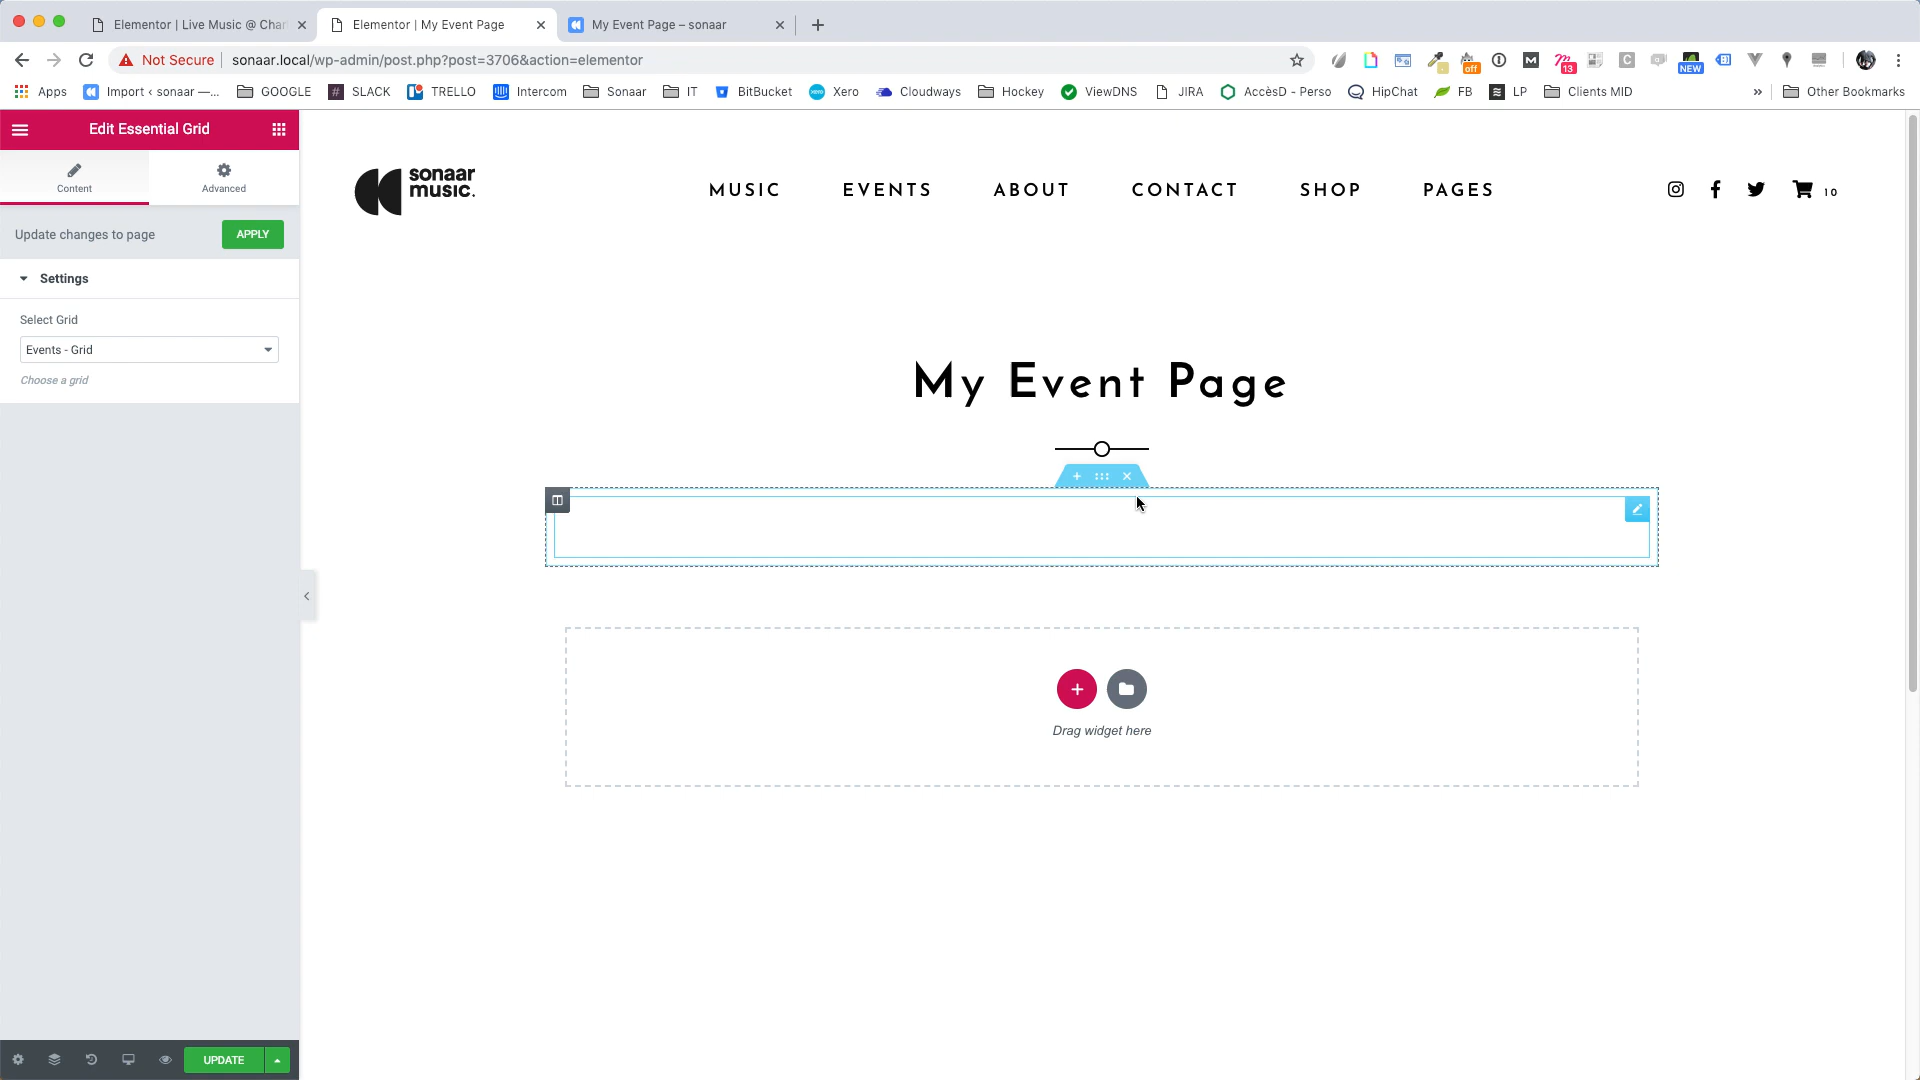 Elementor | Live Music @ Char
Elementor | My Event Page
My Event Page – sonaar
Not Secure
sonaar.local/wp-admin/post.php?post=3706&action=elementor
off
13
NEW
Apps
Import ‹ sonaar —...
GOOGLE
SLACK
TRELLO
Intercom
Sonaar
IT
BitBucket
Xero
Cloudways
Hockey
ViewDNS
JIRA
AccèsD - Perso
HipChat
FB
LP
Clients MID
»
Other Bookmarks
Edit Essential Grid
Content
Advanced
Update changes to page
APPLY
Settings
Select Grid
Events - Grid
Choose a grid
UPDATE
sonaar
music.
MUSIC
EVENTS
ABOUT
CONTACT
SHOP
PAGES
10
My Event Page
Drag widget here